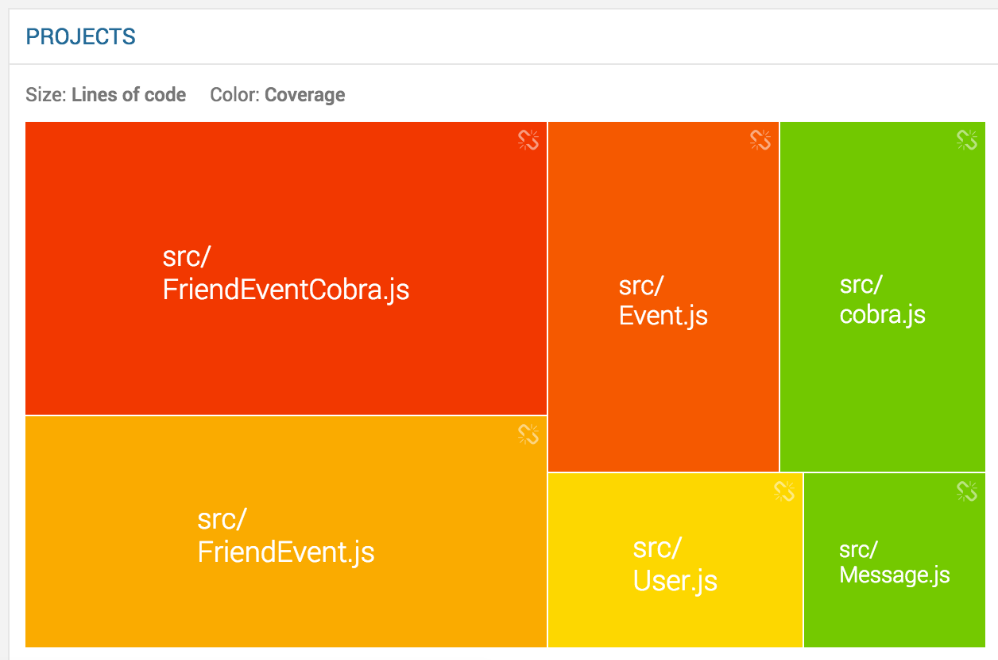 PROJECTS
Size: Lines of code Color: Coverage
src/
FriendEventCobra.js
src/
Event.js
src/
cobra.js
src/
FriendEvent.js
src/
User.js
src/
Message.js